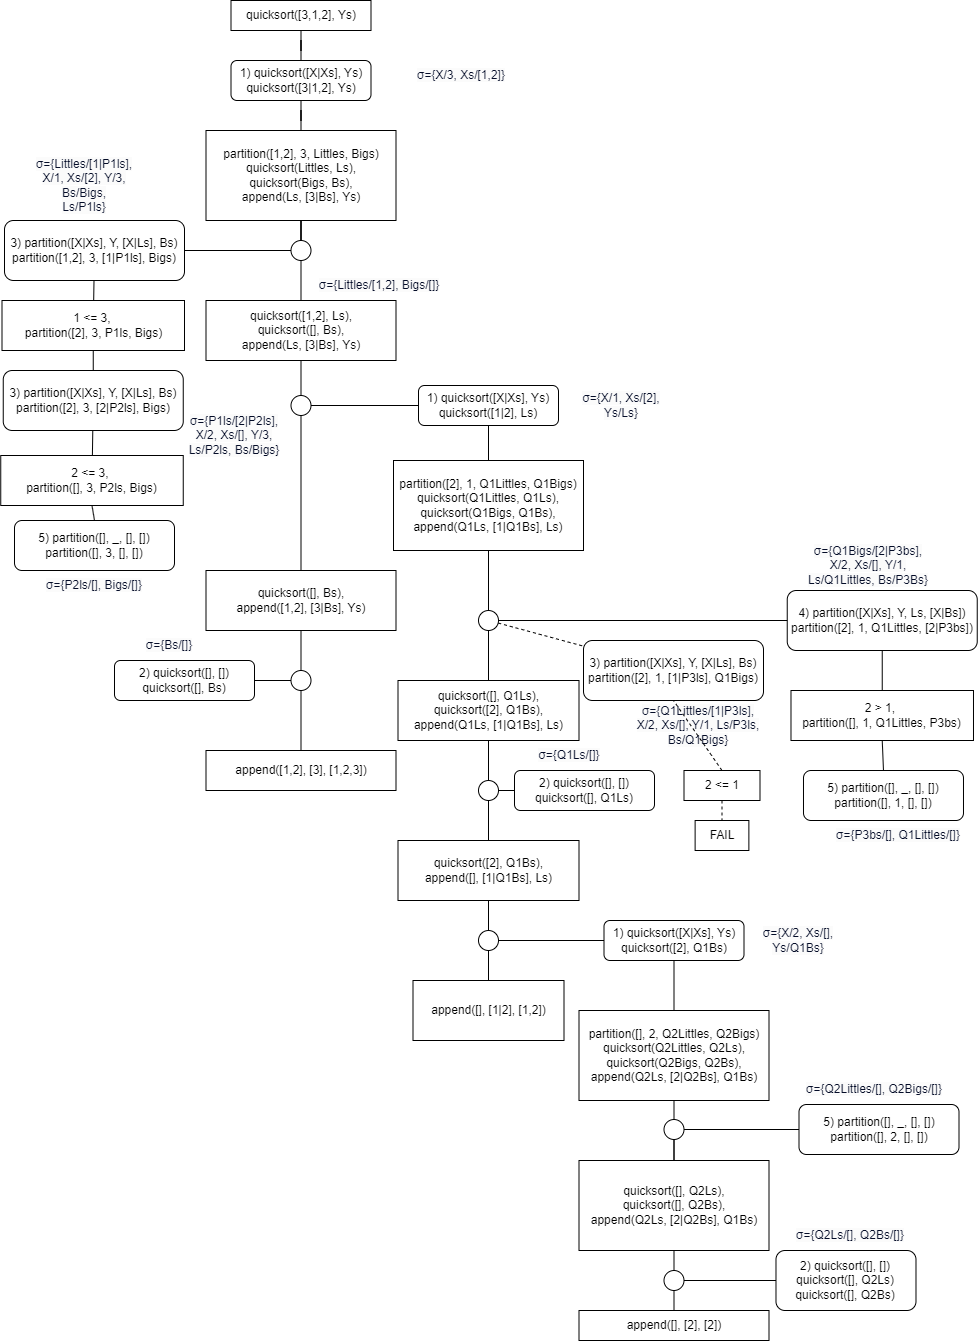 quicksort([3,1,2], Ys)
1) quicksort([X|Xs], Ys)
quicksort([3|1,2], Ys)
σ={X/3, Xs/[1,2]}
partition([1,2], 3, Littles, Bigs)
quicksort(Littles, Ls),
quicksort(Bigs, Bs),
append(Ls, [3|Bs], Ys)
σ={Littles/[1|P1ls],
X/1, Xs/[2], Y/3,
Bs/Bigs,
Ls/P1ls}
3) partition([X|Xs], Y, [X|Ls], Bs)
partition([1,2], 3, [1|P1ls], Bigs)
1 <= 3,
partition([2], 3, P1ls, Bigs)
3) partition([X|Xs], Y, [X|Ls], Bs)
partition([2], 3, [2|P2ls], Bigs)
σ={P1ls/[2|P2ls],
X/2, Xs/[], Y/3,
Ls/P2ls, Bs/Bigs}
2 <= 3,
partition([], 3, P2ls, Bigs)
5) partition([], _, [], [])
partition([], 3, [], [])
σ={P2ls/[], Bigs/[]}
σ={Littles/[1,2], Bigs/[]}
quicksort([1,2], Ls),
quicksort([], Bs),
append(Ls, [3|Bs], Ys)
1) quicksort([X|Xs], Ys)
quicksort([1|2], Ls)
σ={X/1, Xs/[2],
Ys/Ls}
partition([2], 1, Q1Littles, Q1Bigs)
quicksort(Q1Littles, Q1Ls),
quicksort(Q1Bigs, Q1Bs),
append(Q1Ls, [1|Q1Bs], Ls)
σ={Q1Bigs/[2|P3bs],
X/2, Xs/[], Y/1,
Ls/Q1Littles, Bs/P3Bs}
4) partition([X|Xs], Y, Ls, [X|Bs])
partition([2], 1, Q1Littles, [2|P3bs])
2 > 1,
partition([], 1, Q1Littles, P3bs)
5) partition([], _, [], [])
partition([], 1, [], [])
σ={P3bs/[], Q1Littles/[]}
3) partition([X|Xs], Y, [X|Ls], Bs)
partition([2], 1, [1|P3ls], Q1Bigs)
σ={Q1Littles/[1|P3ls],
X/2, Xs/[], Y/1, Ls/P3ls,
Bs/Q1Bigs}
2 <= 1
FAIL
quicksort([], Q1Ls),
quicksort([2], Q1Bs),
append(Q1Ls, [1|Q1Bs], Ls)
σ={Q1Ls/[]}
2) quicksort([], [])
quicksort([], Q1Ls)
quicksort([], Bs),
append([1,2], [3|Bs], Ys)
σ={Bs/[]}
2) quicksort([], [])
quicksort([], Bs)
append([1,2], [3], [1,2,3])
quicksort([2], Q1Bs),
append([], [1|Q1Bs], Ls)
1) quicksort([X|Xs], Ys)
quicksort([2], Q1Bs)
σ={X/2, Xs/[],
Ys/Q1Bs}
append([], [1|2], [1,2])
partition([], 2, Q2Littles, Q2Bigs)
quicksort(Q2Littles, Q2Ls),
quicksort(Q2Bigs, Q2Bs),
append(Q2Ls, [2|Q2Bs], Q1Bs)
σ={Q2Littles/[], Q2Bigs/[]}
5) partition([], _, [], [])
partition([], 2, [], [])
quicksort([], Q2Ls),
quicksort([], Q2Bs),
append(Q2Ls, [2|Q2Bs], Q1Bs)
σ={Q2Ls/[], Q2Bs/[]}
2) quicksort([], [])
quicksort([], Q2Ls)
quicksort([], Q2Bs)
append([], [2], [2])